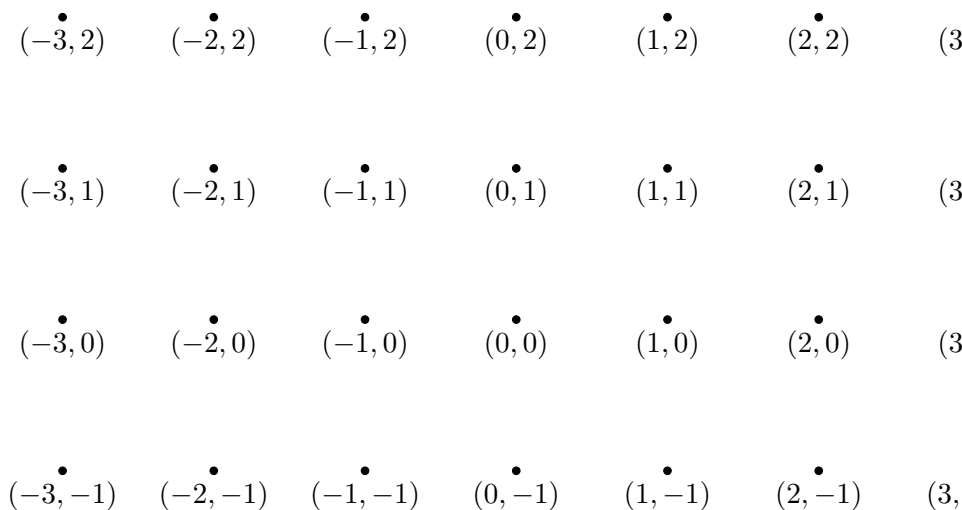 (−3, 2) (−2, 2) (−1, 2) (0, 2) (1, 2) (2, 2) (3
(−3, 1) (−2, 1) (−1, 1) (0, 1) (1, 1) (2, 1) (3
(−3, 0) (−2, 0) (−1, 0) (0, 0) (1, 0) (2, 0) (3
(−3, −1) (−2, −1) (−1, −1) (0, −1) (1, −1) (2, −1) (3,